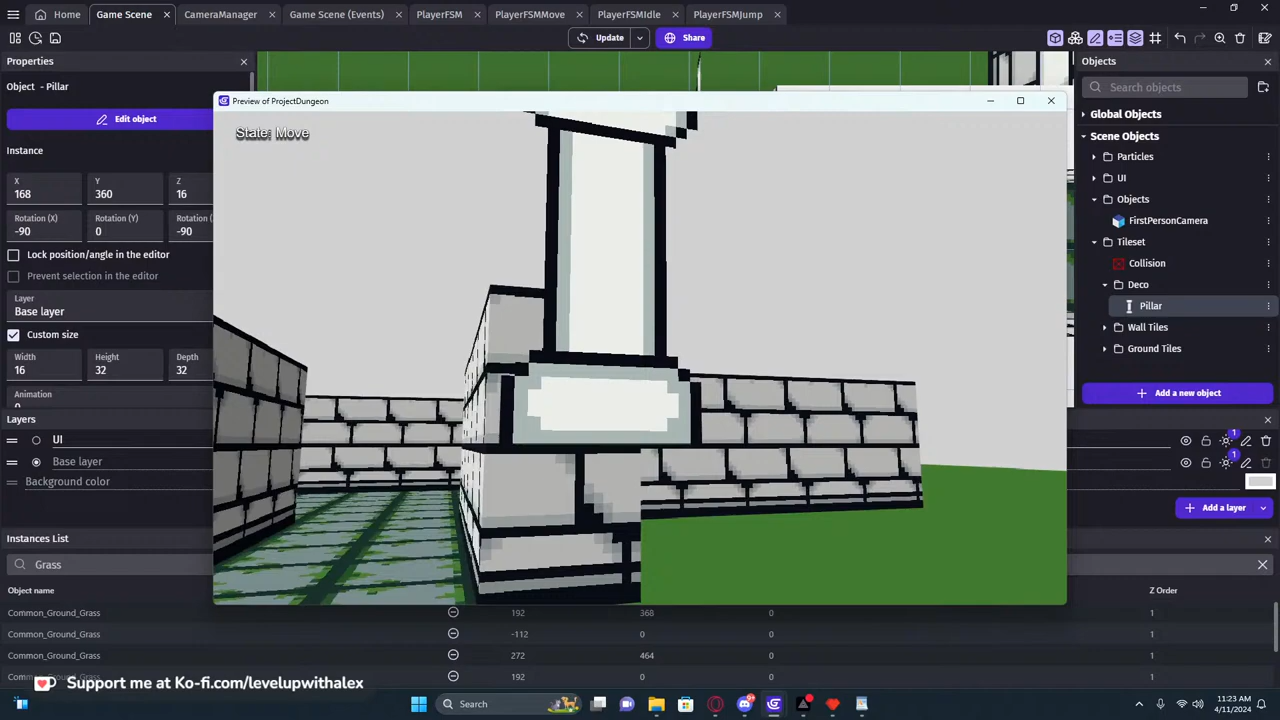 Home
Game Scene
CameraManager
Game Scene (Events)
PlayerFSM
PlayerFSMMove
PlayerFSMIdle
PlayerFSMJump
Update
Share
Properties
Object - Pillar
Edit object
Instance
X
168
Y
360
Z
16
Rotation (X)
-90
Rotation (Y)
0
Rotation (
-90
Lock position/angle in the editor
Prevent selection in the editor
Layer
Base layer
Custom size
Width
16
Height
32
Depth
32
Animation
Layers
UI
Base layer
Background color
Preview of ProjectDungeon
State: Move
Objects
Search objects
Global Objects
Scene Objects
Particles
UI
Objects
FirstPersonCamera
Tileset
Collision
Deco
Pillar
Wall Tiles
Ground Tiles
Add a new object
1
1
Add a layer
Instances List
Grass
Object name
Z Order
Common_Ground_Grass 192 368 0 1
Common_Ground_Grass -112 0 0 1
Common_Ground_Grass 272 464 0 1
192 0 0 1
Support me at Ko-fi.com/levelupwithalex
Search
11:23 AM
4/11/2024